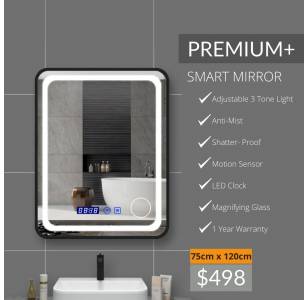 PREMIUM+
SMART MIRROR
Adjustable 3 Tone Light
Anti-Mist
Shatter- Proof
Motion Sensor
LED Clock
Magnifying Glass
1 Year Warranty
75cm x 120cm
$498